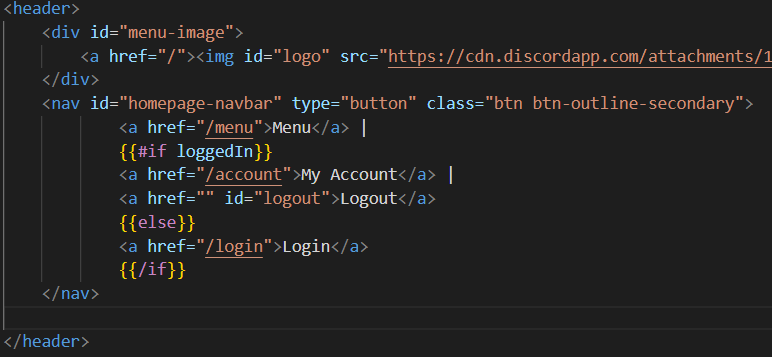 <header>
<div id="menu-image">
<a href="/"><img id="logo" src="https://cdn.discordapp.com/attachments/1
</div>
<nav id="homepage-navbar" type="button" class="btn btn-outline-secondary">
<a href="/menu">Menu</a> |
{{#if loggedIn}}
<a href="/account">My Account</a> |
<a href="" id="logout">Logout</a>
{{else}}
<a href="/login">Login</a>
{{/if}}
</nav>
</header>